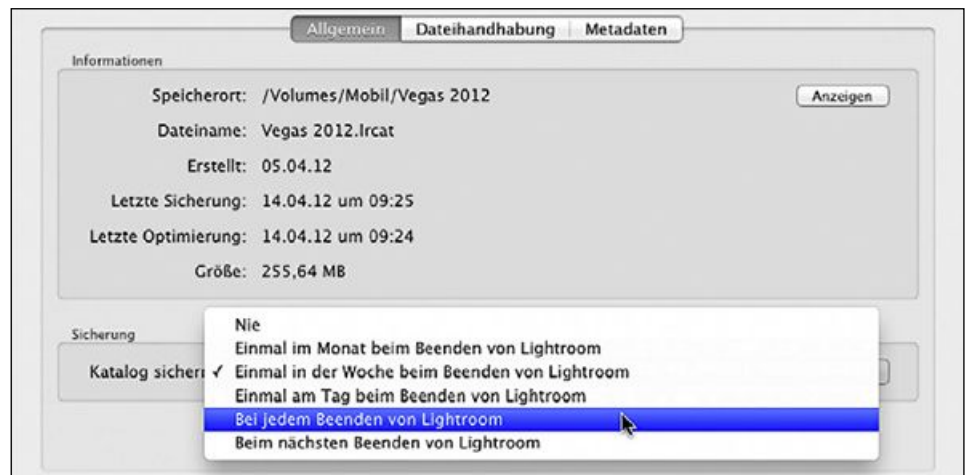 Allgemein Dateihandhabung Metadaten
Informationen
Speicherort: /Volumes/Mobil/Vegas 2012 Anzeigen
Dateiname: Vegas 2012.lrcat
Erstellt: 05.04.12
Letzte Sicherung: 14.04.12 um 09:25
Letzte Optimierung: 14.04.12 um 09:24
Größe: 255,64 MB
Sicherung
Nie
Einmal im Monat beim Beenden von Lightroom
Katalog sichern ✓ Einmal in der Woche beim Beenden von Lightroom
Einmal am Tag beim Beenden von Lightroom
Bei jedem Beenden von Lightroom
Beim nächsten Beenden von Lightroom